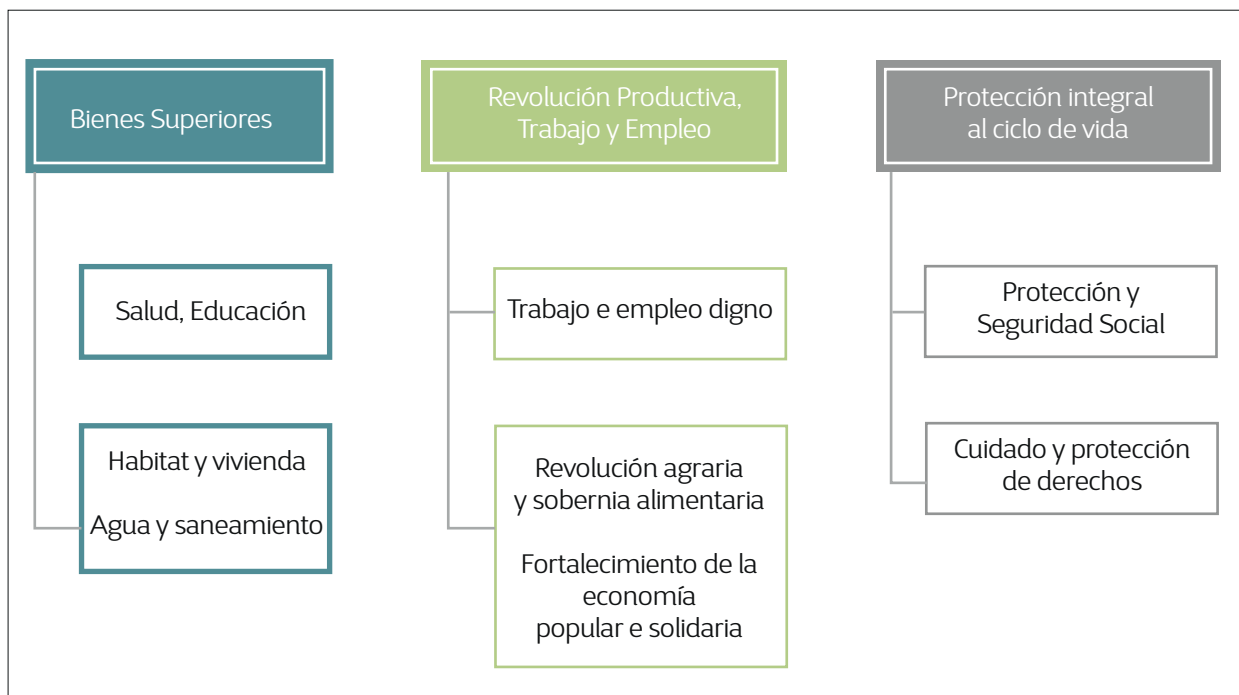 Bienes Superiores
Salud, Educación
Habitat y vivienda
Agua y saneamiento
Revolución Productiva,
Trabajo y Empleo
Trabajo e empleo digno
Revolución agraria
y sobernia alimentaria
Fortalecimiento de la
economía
popular e solidaria
Protección integral
al ciclo de vida
Protección y
Seguridad Social
Cuidado y protección
de derechos